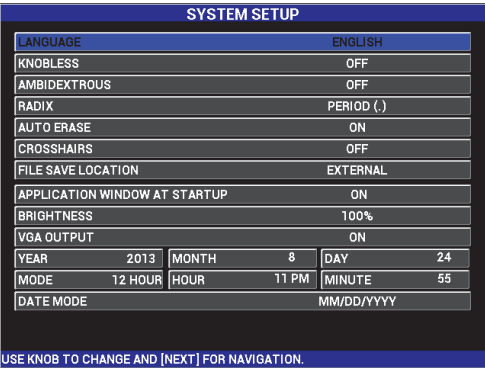 SYSTEM SETUP
LANGUAGE ENGLISH
KNOBLESS OFF
AMBIDEXTROUS OFF
RADIX PERIOD (.)
AUTO ERASE ON
CROSSHAIRS OFF
FILE SAVE LOCATION EXTERNAL
APPLICATION WINDOW AT STARTUP ON
BRIGHTNESS 100%
VGA OUTPUT ON
YEAR 2013 MONTH 8 DAY 24
MODE 12 HOUR HOUR 11 PM MINUTE 55
DATE MODE MM/DD/YYYY
USE KNOB TO CHANGE AND [NEXT] FOR NAVIGATION.